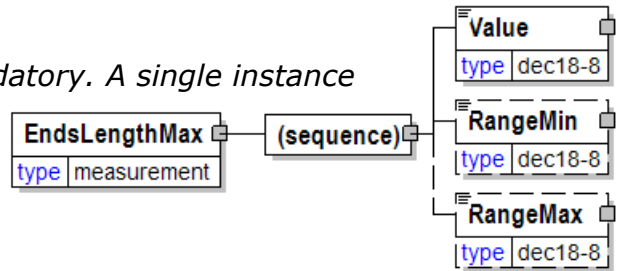 Value
type dec18-8
datory. A single instance
EndsLengthMax
type measurement
(sequence)
RangeMin
type dec18-8
RangeMax
type dec18-8